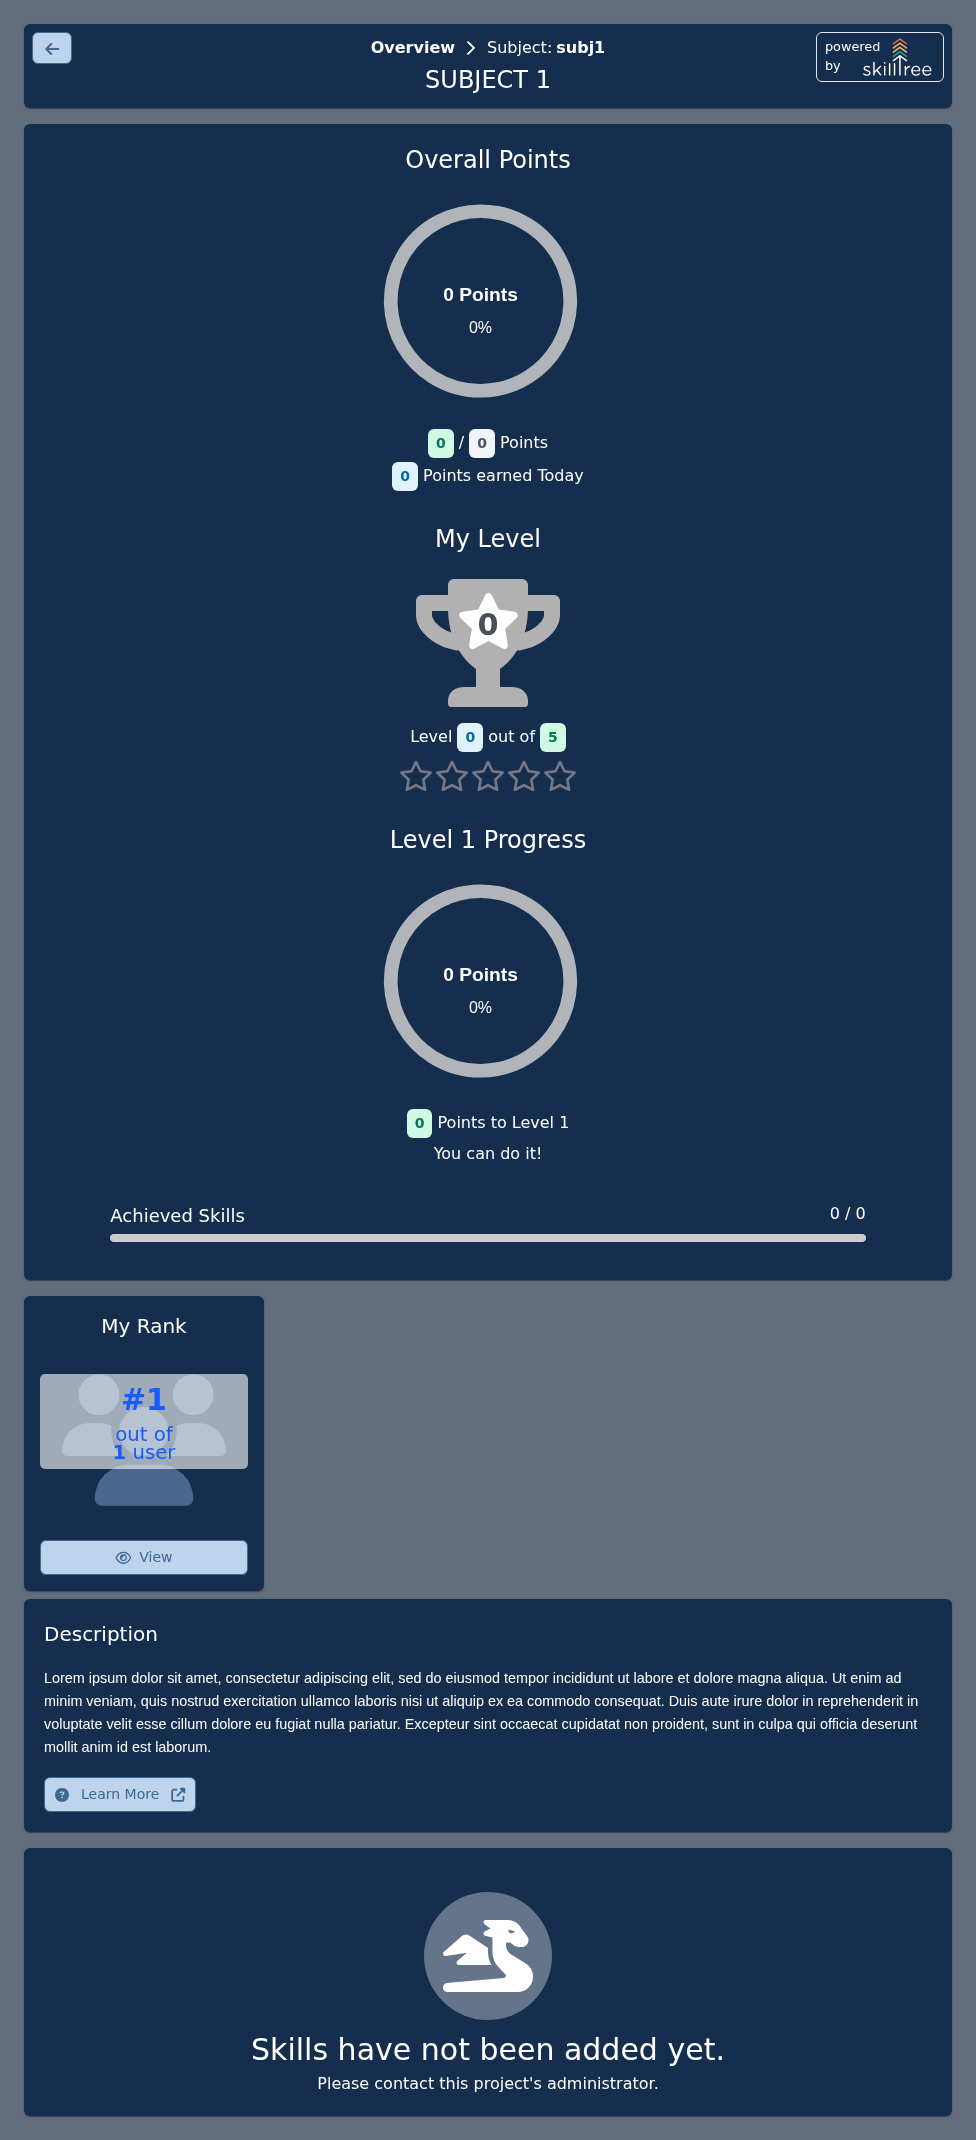 Overview > Subject: subj1
SUBJECT 1
powered
by
skilltree
Overall Points
0 Points
0%
0 / 0 Points
0 Points earned Today
My Level
0
Level 0 out of 5
Level 1 Progress
0 Points
0%
0 Points to Level 1
You can do it!
Achieved Skills
0 / 0
My Rank
#1
out of
1 user
View
Description
Lorem ipsum dolor sit amet, consectetur adipiscing elit, sed do eiusmod tempor incididunt ut labore et dolore magna aliqua. Ut enim ad
minim veniam, quis nostrud exercitation ullamco laboris nisi ut aliquip ex ea commodo consequat. Duis aute irure dolor in reprehenderit in
voluptate velit esse cillum dolore eu fugiat nulla pariatur. Excepteur sint occaecat cupidatat non proident, sunt in culpa qui officia deserunt
mollit anim id est laborum.
Learn More
Skills have not been added yet.
Please contact this project's administrator.